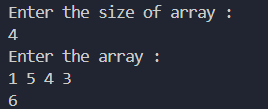 Enter the size of array :
4
Enter the array :
1 5 4 3
6